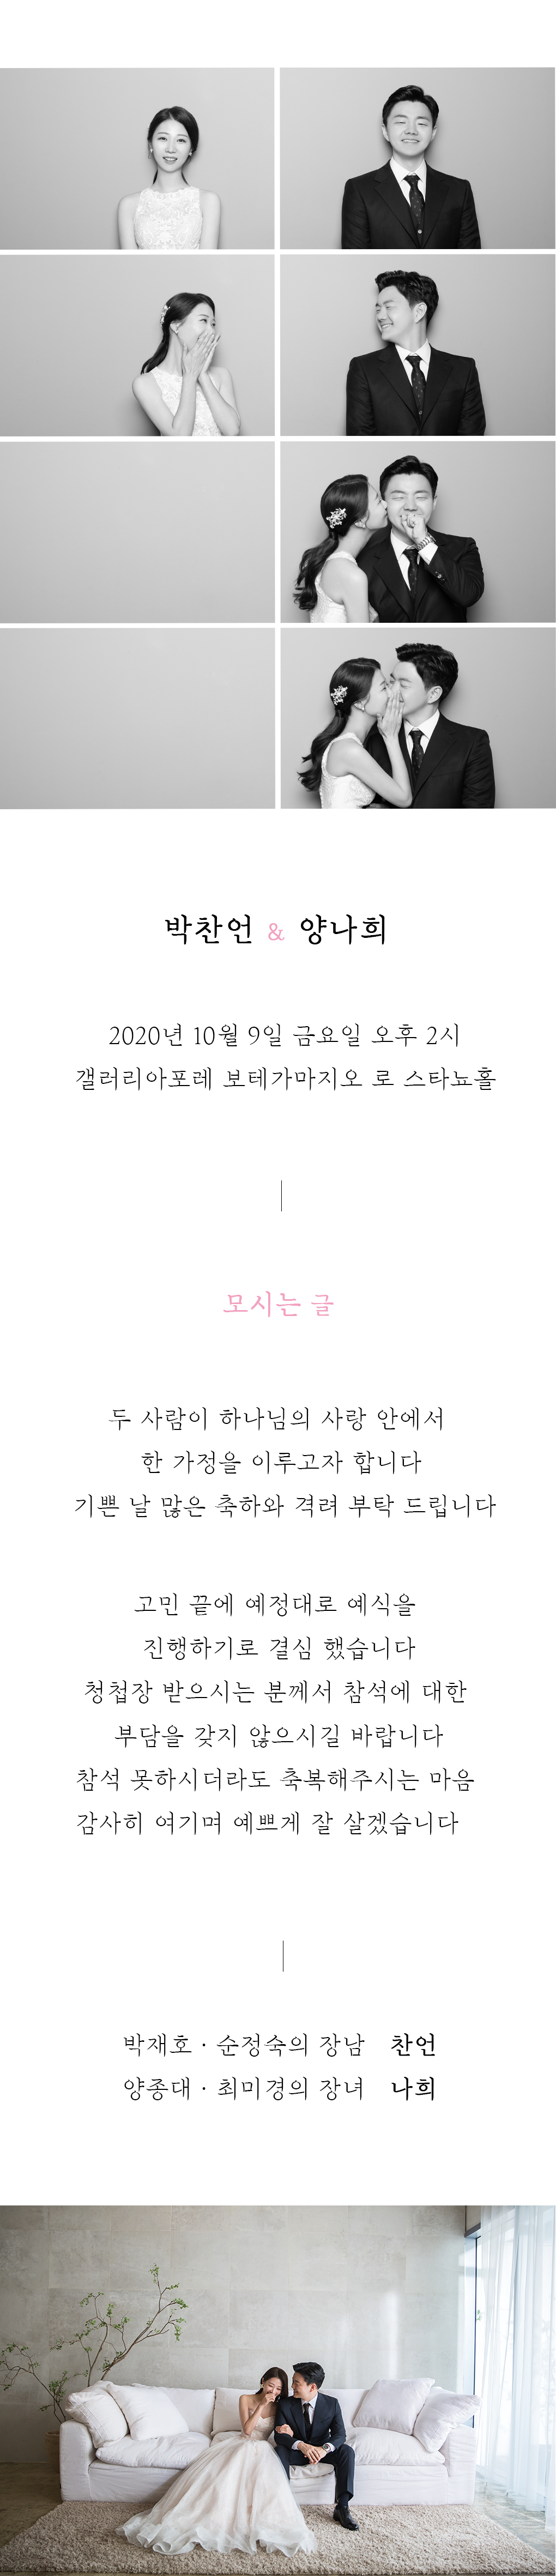 박찬언 & 양나희
2020년 10월 9일 금요일 오후 2시
갤러리아포레 보테가마지오 로 스타뇨홀
모시는 글
두 사람이 하나님의 사랑 안에서
한 가정을 이루고자 합니다
기쁜 날 많은 축하와 격려 부탁 드립니다
고민 끝에 예정대로 예식을
진행하기로 결심 했습니다
청첩장 받으시는 분께서 참석에 대한
부담을 갖지 않으시길 바랍니다
참석 못하시더라도 축복해주시는 마음
감사히 여기며 예쁘게 잘 살겠습니다
박재호 · 순정숙의 장남 찬언
양종대 · 최미경의 장녀 나희